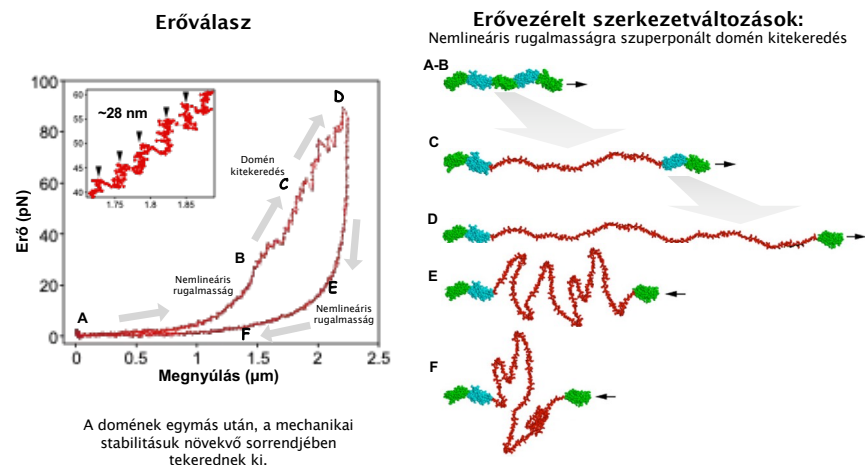 Erőválasz
Erő (pN)
100
80
60
40
20
0
0
0.5
1.0
1.5
2
2.5
Megnyúlás (µm)
~28 nm
60
55
50
45
40
1.75
1.8
1.85
A
B
C
D
E
F
Nemlineáris
rugalmasság
Domén
kitekeredés
Nemlineáris
rugalmasság
A domének egymás után, a mechanikai
stabilitásuk növekvő sorrendjében
tekerednek ki.
Erővezérelt szerkezetváltozások:
Nemlineáris rugalmasságra szuperponált domén kitekeredés
A-B
C
D
E
F